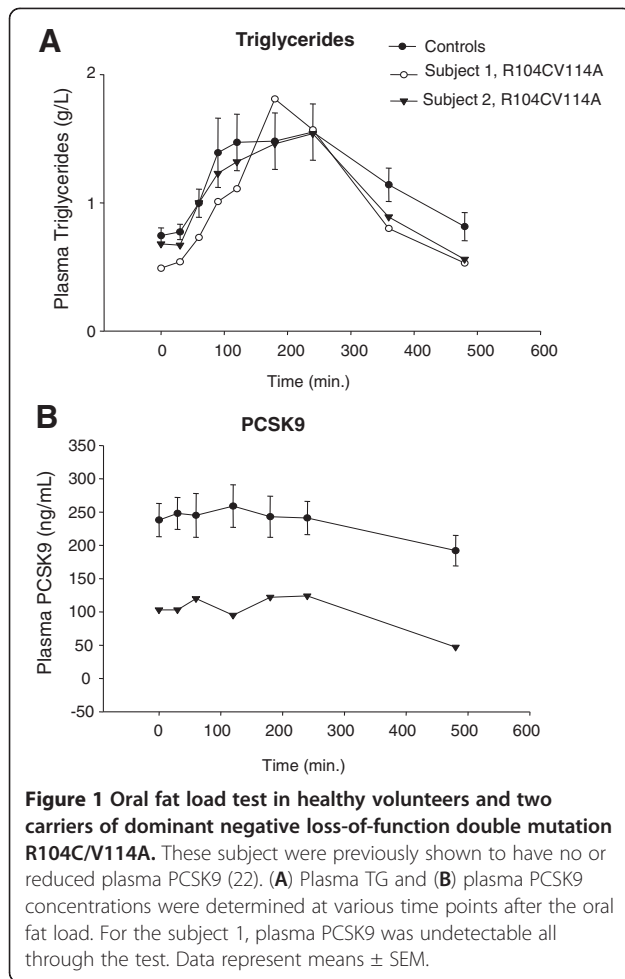 A
Triglycerides
Controls
Subject 1, R104CV114A
Subject 2, R104CV114A
Plasma Triglycerides (g/L)
2
1
0
0 100 200 300 400 500 600
Time (min.)
B
PCSK9
Plasma PCSK9 (ng/mL)
350
300
250
200
150
100
50
0
-50
0 100 200 300 400 500 600
Time (min.)
Figure 1 Oral fat load test in healthy volunteers and two
carriers of dominant negative loss-of-function double mutation
R104C/V114A. These subject were previously shown to have no or
reduced plasma PCSK9 (22). (A) Plasma TG and (B) plasma PCSK9
concentrations were determined at various time points after the oral
fat load. For the subject 1, plasma PCSK9 was undetectable all
through the test. Data represent means ± SEM.